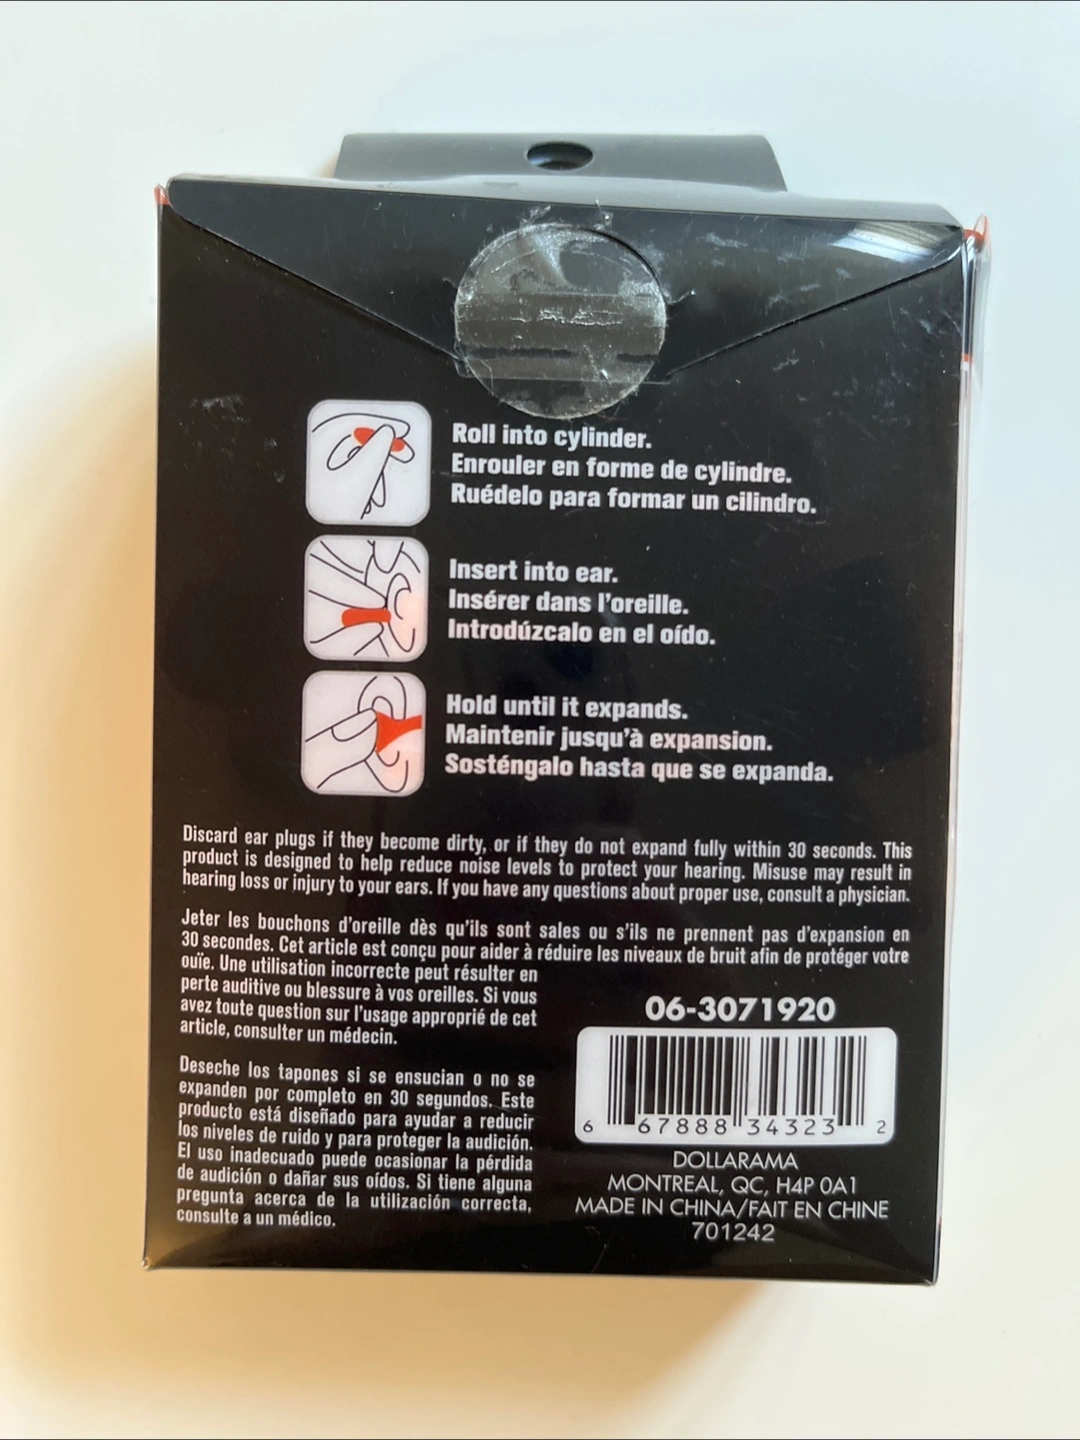 Roll into cylinder.
Enrouler en forme de cylindre.
Ruédelo para formar un cilindro.
Insert into ear.
Insérer dans l'oreille.
Introdúzcalo en el oído.
Hold until it expands.
Maintenir jusqu'à expansion.
Sosténgalo hasta que se expanda.
Discard ear plugs if they become dirty, or if they do not expand fully within 30 seconds. This
product is designed to help reduce noise levels to protect your hearing. Misuse may result in
hearing loss or injury to your ears. If you have any questions about proper use, consult a physician.
Jeter les bouchons d'oreille dès qu'ils sont sales ou s'ils ne prennent pas d'expansion en
30 secondes. Cet article est conçu pour aider à réduire les niveaux de bruit afin de protéger votre
ouïe. Une utilisation incorrecte peut résulter en
perte auditive ou blessure à vos oreilles. Si vous
avez toute question sur l'usage approprié de cet
article, consulter un médecin.
Deseche los tapones si se ensucian o no se
expanden por completo en 30 segundos. Este
producto está diseñado para ayudar a reducir
los niveles de ruido y para proteger la audición.
El uso inadecuado puede ocasionar la pérdida
de audición o dañar sus oídos. Si tiene alguna
pregunta acerca de la utilización correcta,
consulte a un médico.
06-3071920
6 67888 34323 2
DOLLARAMA
MONTREAL, QC, H4P 0A1
MADE IN CHINA/FAIT EN CHINE
701242